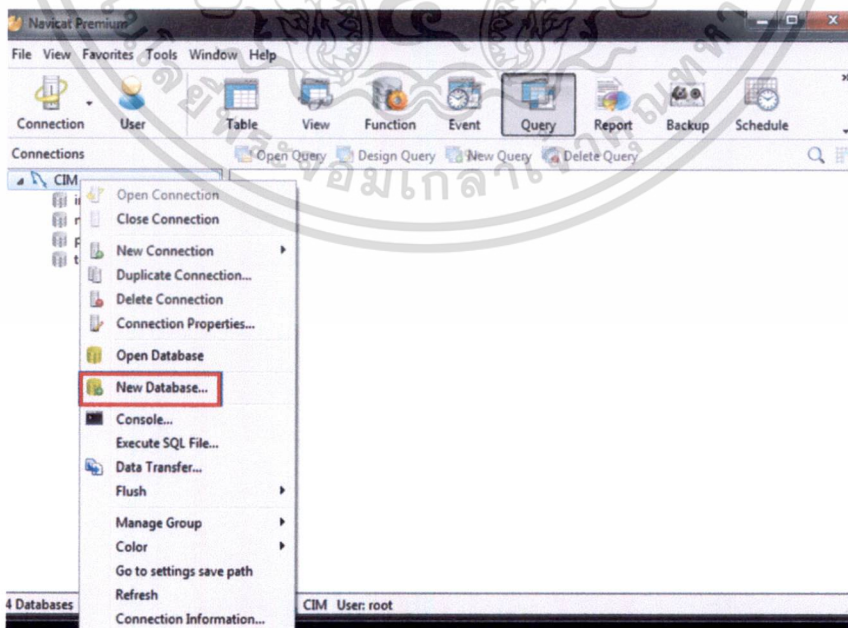 Navicat Premium
File View Favorites Tools Window Help
Connection User Table View Function Event Query Report Backup Schedule
Connections Open Query Design Query New Query Delete Query
CIM
Open Connection
Close Connection
New Connection
Duplicate Connection...
Delete Connection
Connection Properties...
Open Database
New Database...
Console...
Execute SQL File...
Data Transfer...
Flush
Manage Group
Color
Go to settings save path
Refresh
Connection Information...
4 Databases CIM User: root